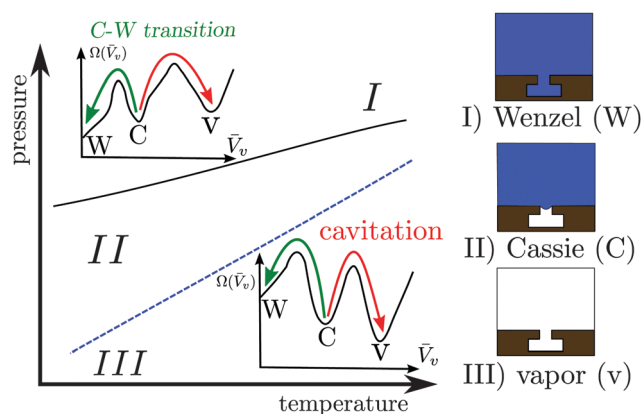 C-W transition
Ω(V̄ᵥ)
W
C
v
V̄ᵥ
I
II
III
cavitation
Ω(V̄ᵥ)
W
C
v
V̄ᵥ
pressure
temperature
I) Wenzel (W)
II) Cassie (C)
III) vapor (v)